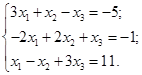 3x₁ + x₂ − x₃ = −5;
−2x₁ + 2x₂ + x₃ = −1;
x₁ − x₂ + 3x₃ = 11.